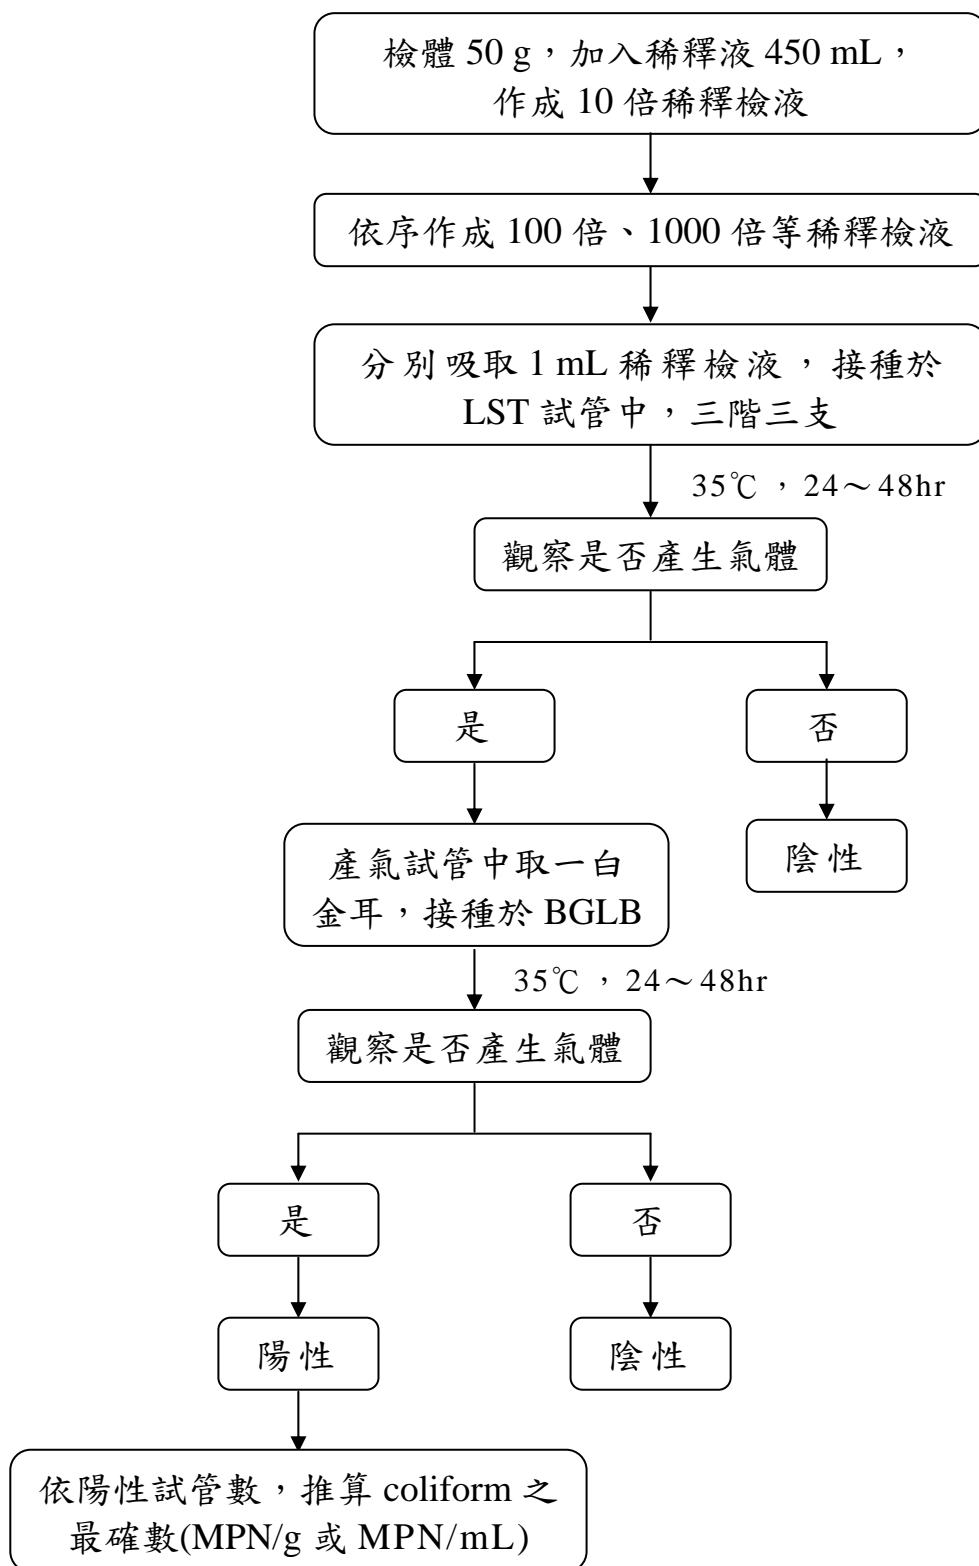 檢體 50 g，加入稀釋液 450 mL，
作成 10 倍稀釋檢液
依序作成 100 倍、1000 倍等稀釋檢液
分別吸取 1 mL 稀釋檢液，接種於
LST 試管中，三階三支
35℃，24～48hr
觀察是否產生氣體
是
否
產氣試管中取一白
金耳，接種於 BGLB
陰性
35℃，24～48hr
觀察是否產生氣體
是
否
陽性
陰性
依陽性試管數，推算 coliform 之
最確數(MPN/g 或 MPN/mL)